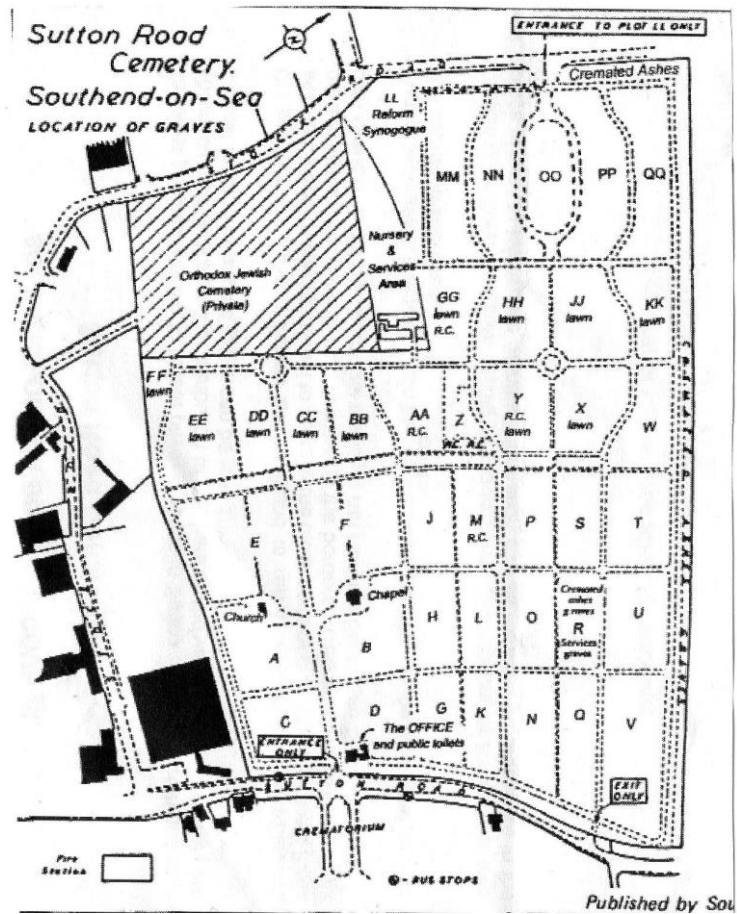 Sutton Road
Cemetery.
Southend-on-Sea
LOCATION OF GRAVES
ENTRANCE TO PLOT LL ONLY
Cremated Ashes
LL
Reform
Synagogue
MM
NN
OO
PP
QQ
Nursery
&
Services
Area
Orthodox Jewish
Cemetery
(Private)
GG
lawn
R.C.
HH
lawn
JJ
lawn
KK
lawn
FF
lawn
EE
lawn
DD
lawn
CC
lawn
BB
lawn
AA
R.C.
Z
R.C. R.C.
Y
R.C.
lawn
X
lawn
W
E
F
J
M
R.C.
P
S
T
Church
Chapel
A
B
H
L
O
Cremated
ashes
graves
R
Services
graves
U
C
D
G
K
N
Q
V
ENTRANCE
ONLY
The OFFICE
and public toilets
EXIT
ONLY
SUTTON ROAD
CREMATORIUM
Fire
Station
- BUS STOPS
Published by Sou